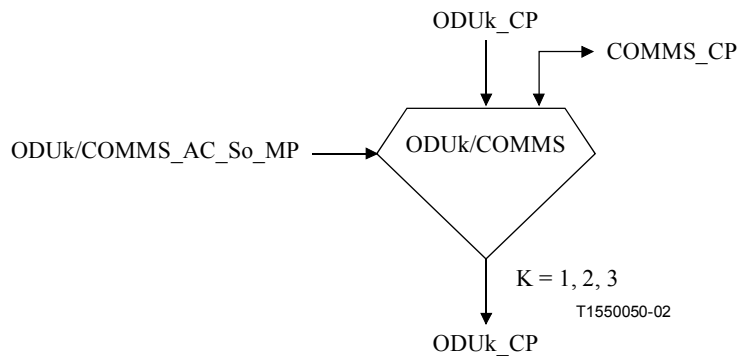 ODUk_CP
COMMS_CP
ODUk/COMMS_AC_So_MP
ODUk/COMMS
K = 1, 2, 3
T1550050-02
ODUk_CP